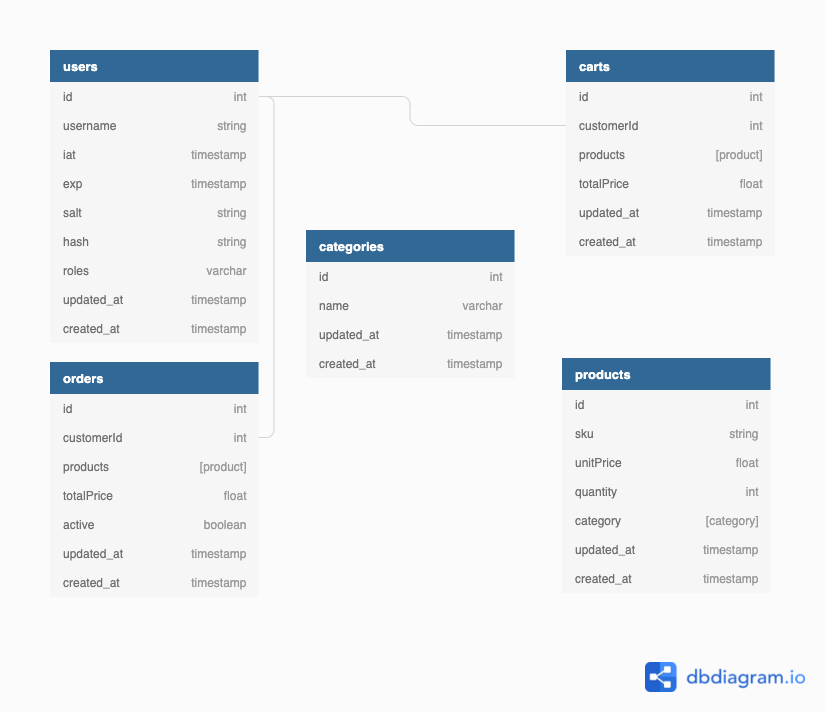 users
id int
username string
iat timestamp
exp timestamp
salt string
hash string
roles varchar
updated_at timestamp
created_at timestamp
orders
id int
customerId int
products [product]
totalPrice float
active boolean
updated_at timestamp
created_at timestamp
categories
id int
name varchar
updated_at timestamp
created_at timestamp
carts
id int
customerId int
products [product]
totalPrice float
updated_at timestamp
created_at timestamp
products
id int
sku string
unitPrice float
quantity int
category [category]
updated_at timestamp
created_at timestamp
dbdiagram.io